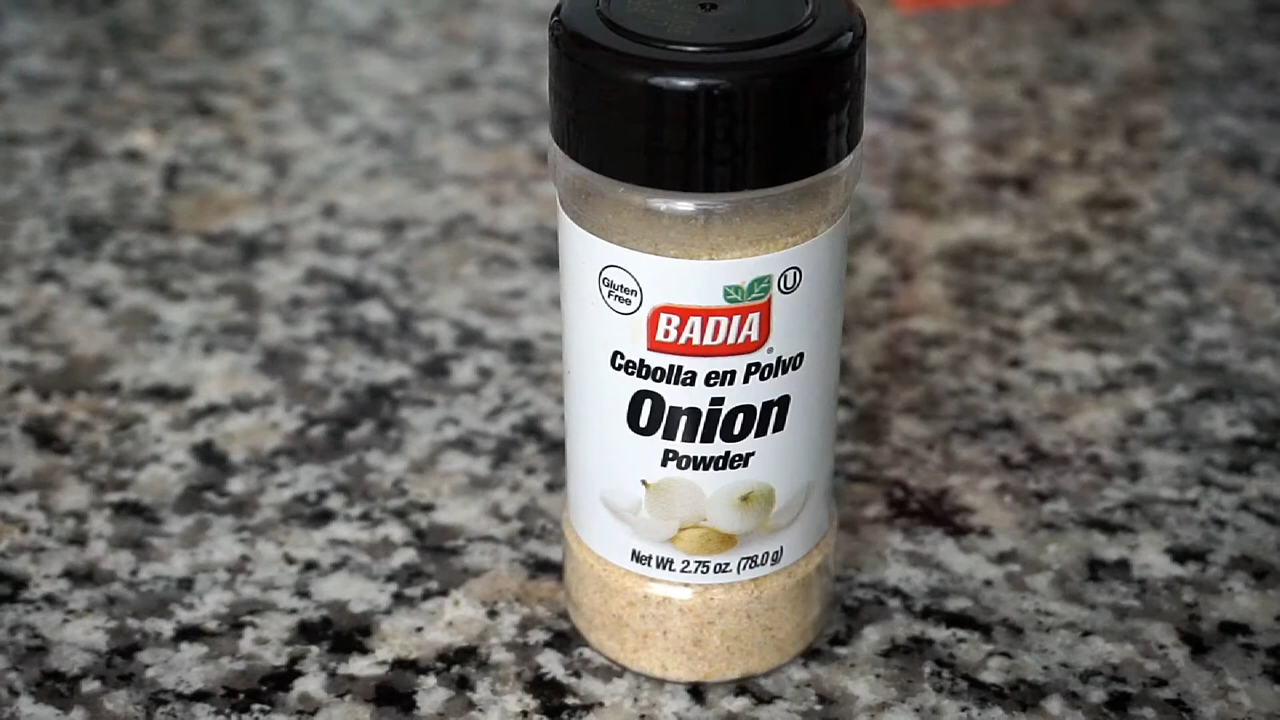 Gluten
Free
U
BADIA
®
Cebolla en Polvo
Onion
Powder
Net Wt. 2.75 oz. (78.0 g)